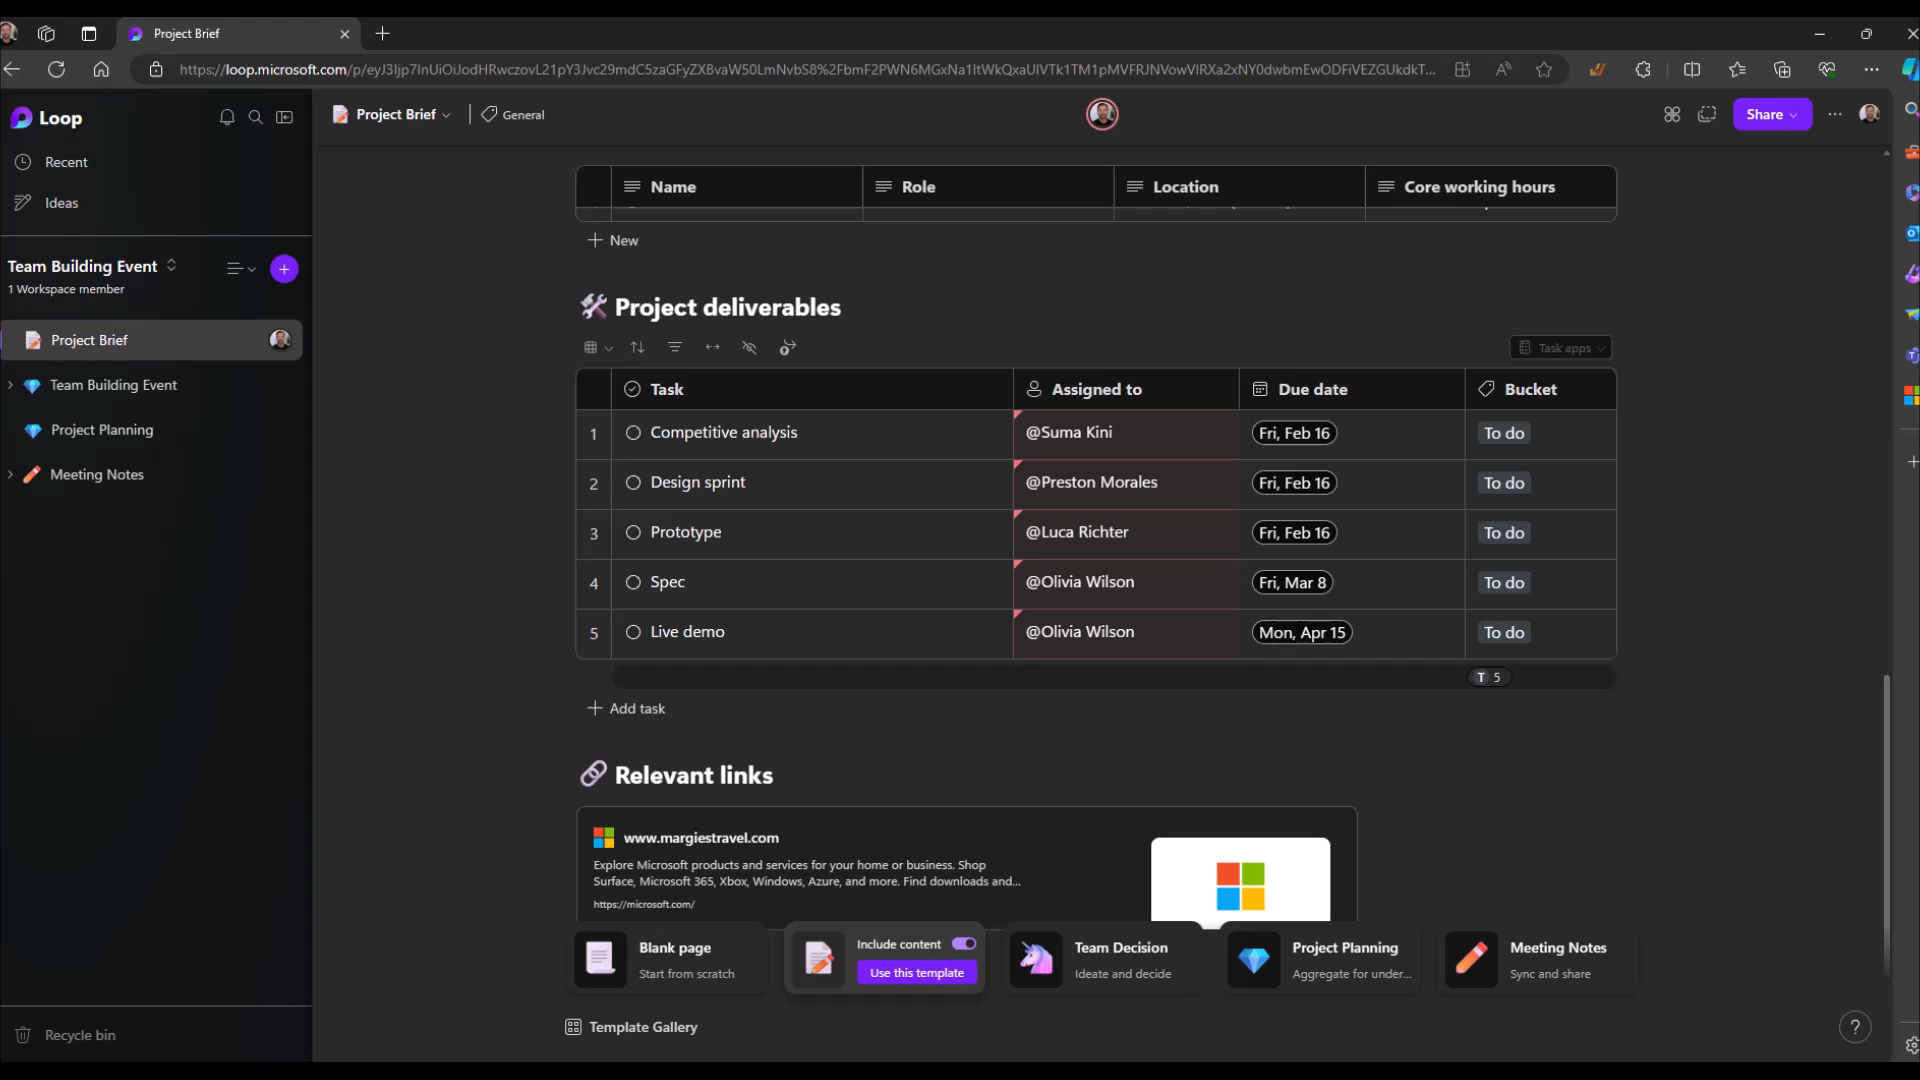 Project Brief
https://loop.microsoft.com/p/
Loop
Project Brief
General
Share
Recent
Ideas
Team Building Event
1 Workspace member
Project Brief
Team Building Event
Project Planning
Meeting Notes
Recycle bin
Name Role Location Core working hours
New
Project deliverables
Task apps
Task Assigned to Due date Bucket
1 Competitive analysis @Suma Kini Fri, Feb 16 To do
2 Design sprint @Preston Morales Fri, Feb 16 To do
3 Prototype @Luca Richter Fri, Feb 16 To do
4 Spec @Olivia Wilson Fri, Mar 8 To do
5 Live demo @Olivia Wilson Mon, Apr 15 To do
T 5
Add task
Relevant links
www.margiestravel.com
Explore Microsoft products and services for your home or business. Shop
Surface, Microsoft 365, Xbox, Windows, Azure, and more. Find downloads and...
https://microsoft.com/
Blank page
Start from scratch
Include content
Use this template
Team Decision
Ideate and decide
Project Planning
Aggregate for under...
Meeting Notes
Sync and share
Template Gallery
?